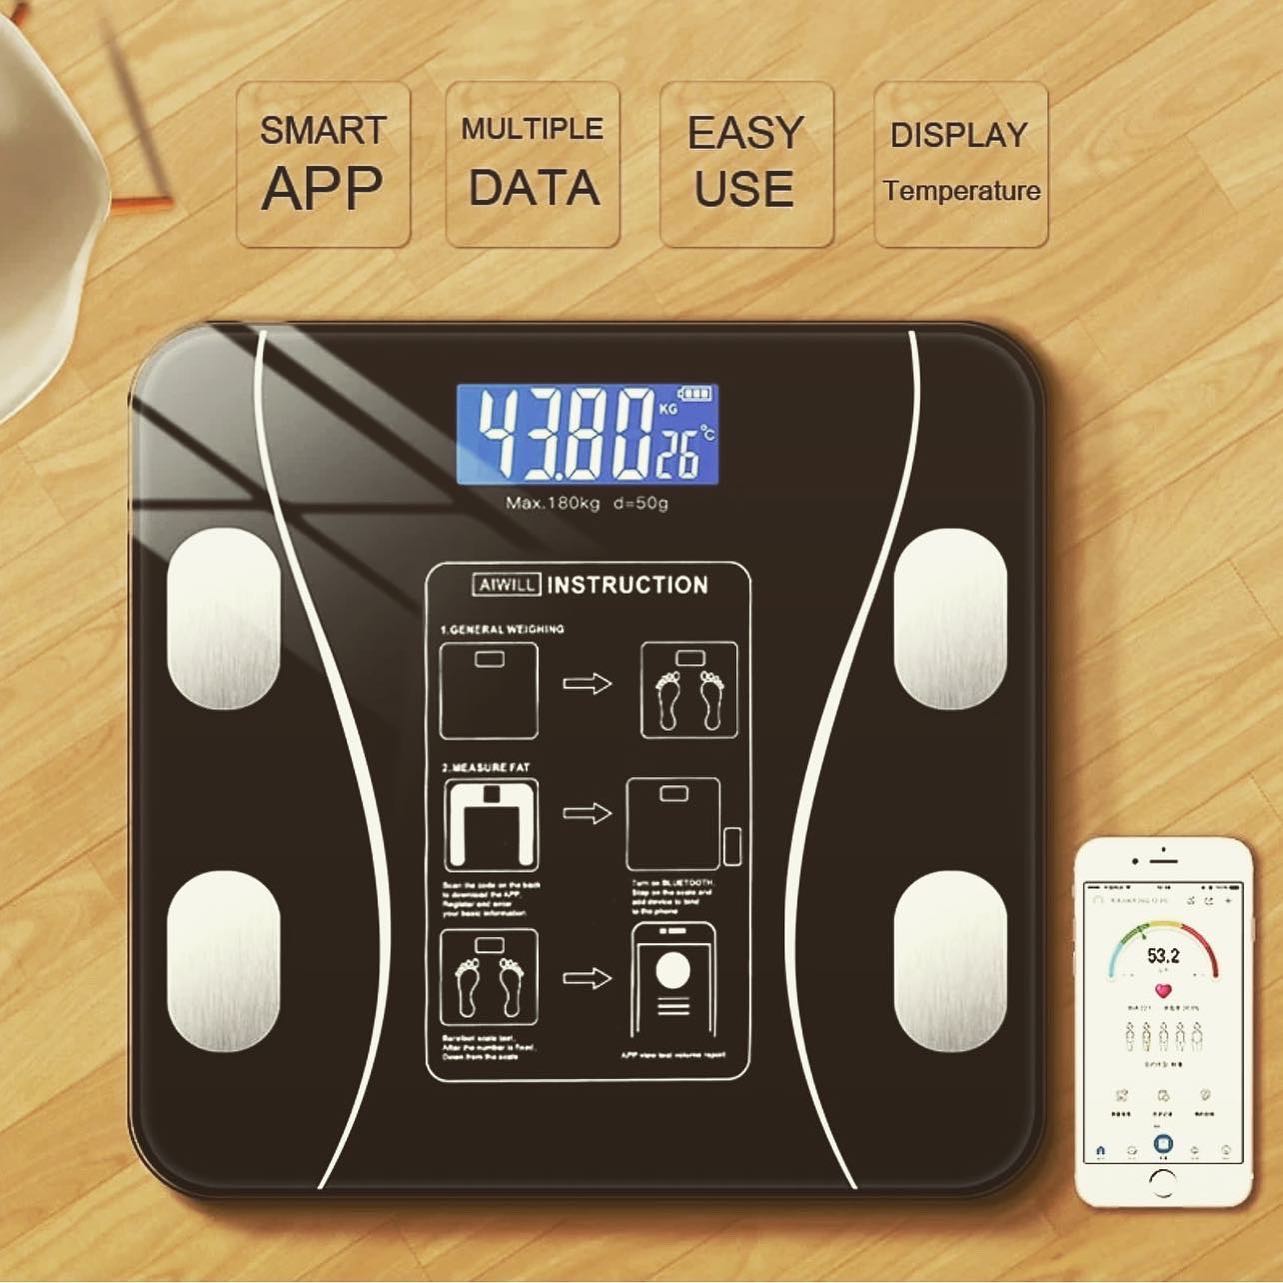 SMART
APP
MULTIPLE
DATA
EASY
USE
DISPLAY
Temperature
43.80 KG
26 °C
Max.180kg d=50g
AIWILL INSTRUCTION
1.GENERAL WEIGHING
2.MEASURE FAT
Scan the code on the back
to download the APP.
Register and enter
your basic information
Turn on BLUETOOTH.
Step on the scale and
add device to bind
to the phone
Barefoot scale test.
After the number is fixed.
Down from the scale
APP view test volume report
53.2